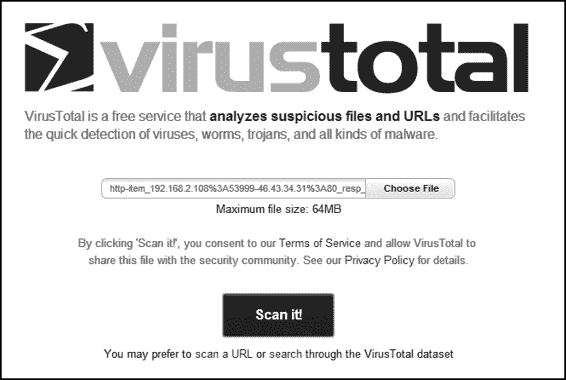 virustotal
VirusTotal is a free service that analyzes suspicious files and URLs and facilitates
the quick detection of viruses, worms, trojans, and all kinds of malware.
http-item_192.168.2.108%3A53999-46.43.34.31%3A80_resp_ Choose File
Maximum file size: 64MB
By clicking 'Scan it!', you consent to our Terms of Service and allow VirusTotal to
share this file with the security community. See our Privacy Policy for details.
Scan it!
You may prefer to scan a URL or search through the VirusTotal dataset